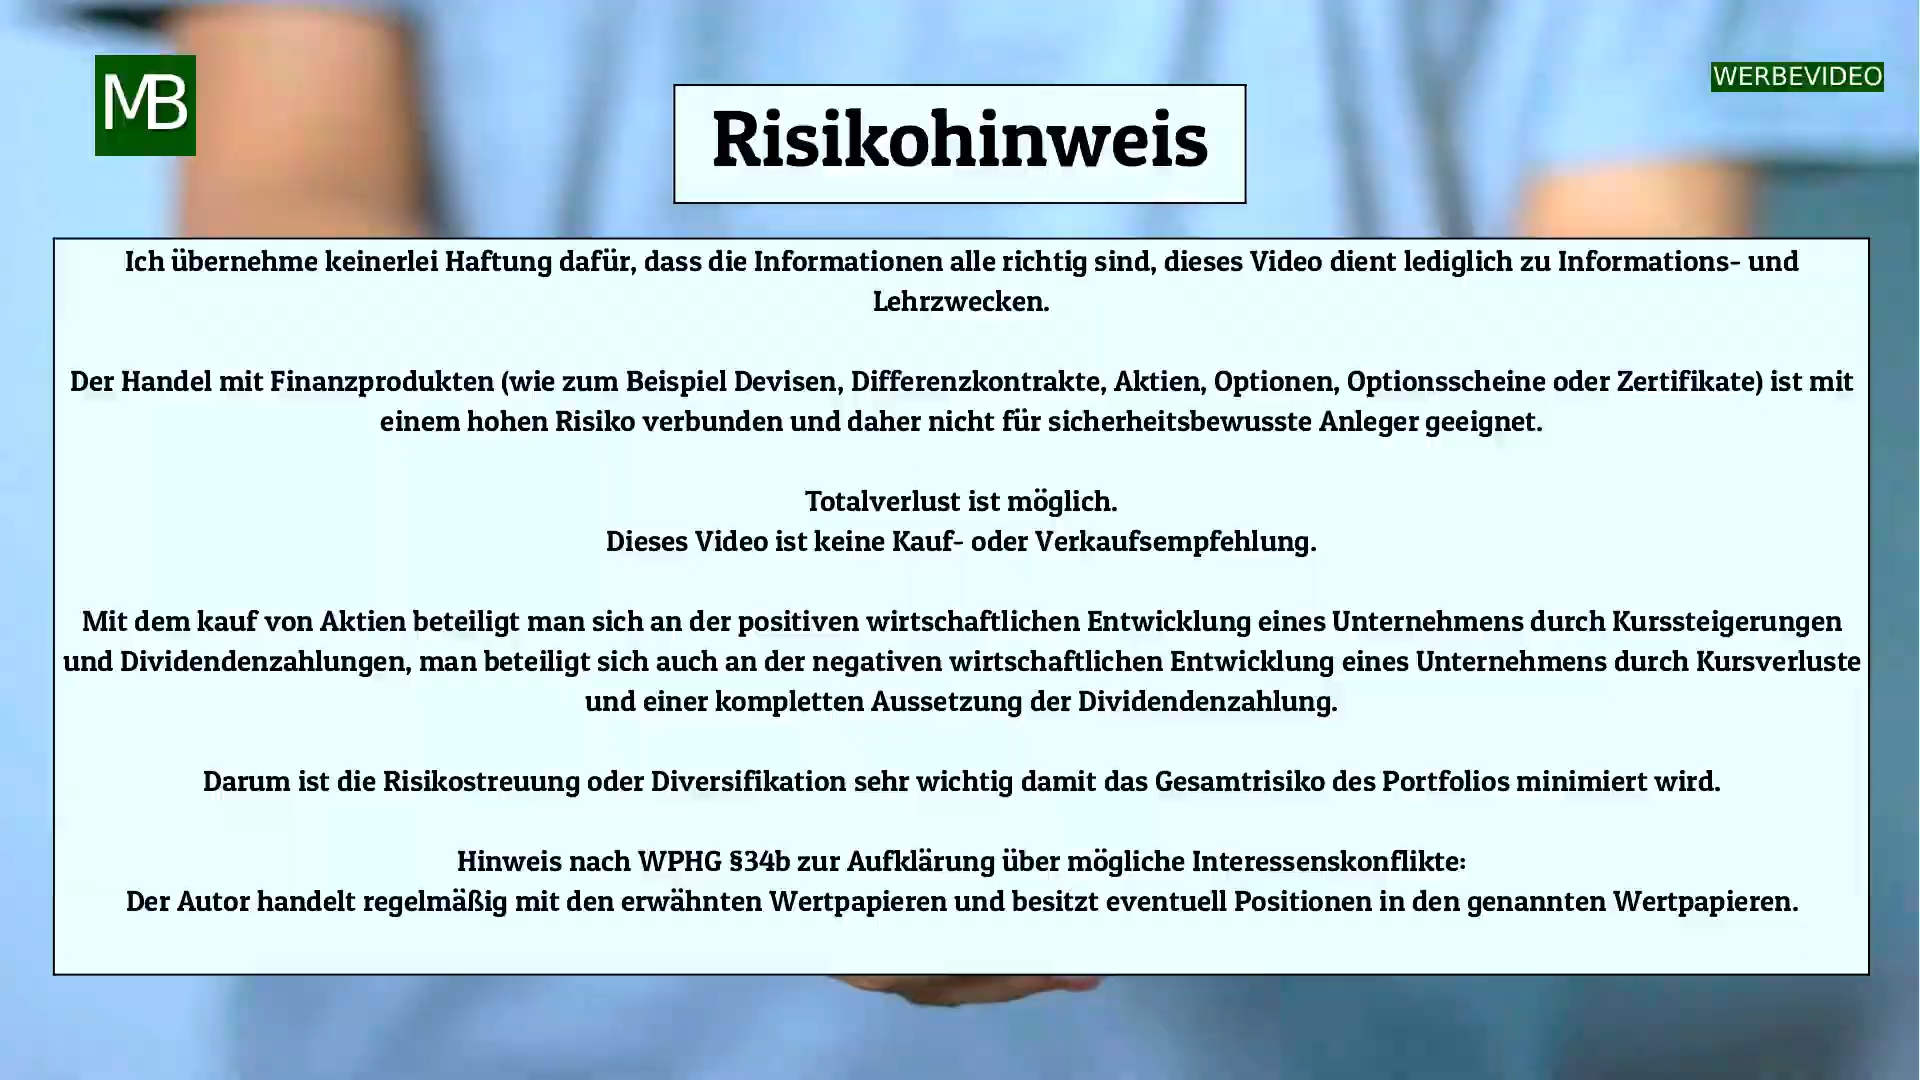 MB
WERBEVIDEO
Risikohinweis
Ich übernehme keinerlei Haftung dafür, dass die Informationen alle richtig sind, dieses Video dient lediglich zu Informations- und
Lehrzwecken.
Der Handel mit Finanzprodukten (wie zum Beispiel Devisen, Differenzkontrakte, Aktien, Optionen, Optionsscheine oder Zertifikate) ist mit
einem hohen Risiko verbunden und daher nicht für sicherheitsbewusste Anleger geeignet.
Totalverlust ist möglich.
Dieses Video ist keine Kauf- oder Verkaufsempfehlung.
Mit dem kauf von Aktien beteiligt man sich an der positiven wirtschaftlichen Entwicklung eines Unternehmens durch Kurssteigerungen
und Dividendenzahlungen, man beteiligt sich auch an der negativen wirtschaftlichen Entwicklung eines Unternehmens durch Kursverluste
und einer kompletten Aussetzung der Dividendenzahlung.
Darum ist die Risikostreuung oder Diversifikation sehr wichtig damit das Gesamtrisiko des Portfolios minimiert wird.
Hinweis nach WPHG §34b zur Aufklärung über mögliche Interessenskonflikte:
Der Autor handelt regelmäßig mit den erwähnten Wertpapieren und besitzt eventuell Positionen in den genannten Wertpapieren.